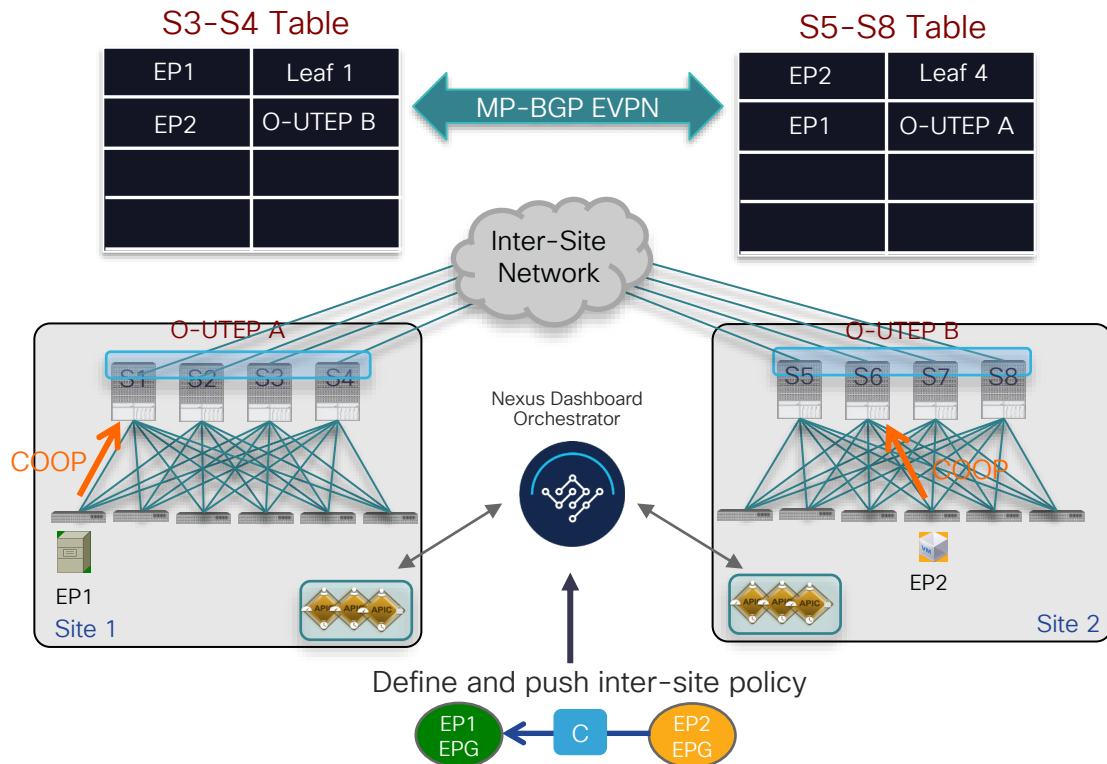 S3-S4 Table
S5-S8 Table
EP1 Leaf 1
EP2 O-UTEP B
MP-BGP EVPN
EP2 Leaf 4
EP1 O-UTEP A
Inter-Site
Network
O-UTEP A
O-UTEP B
S1 S2 S3 S4
S5 S6 S7 S8
Nexus Dashboard
Orchestrator
COOP
COOP
EP1
VM
EP2
APIC APIC APIC
APIC APIC APIC
Site 1
Site 2
Define and push inter-site policy
EP1
EPG
C
EP2
EPG